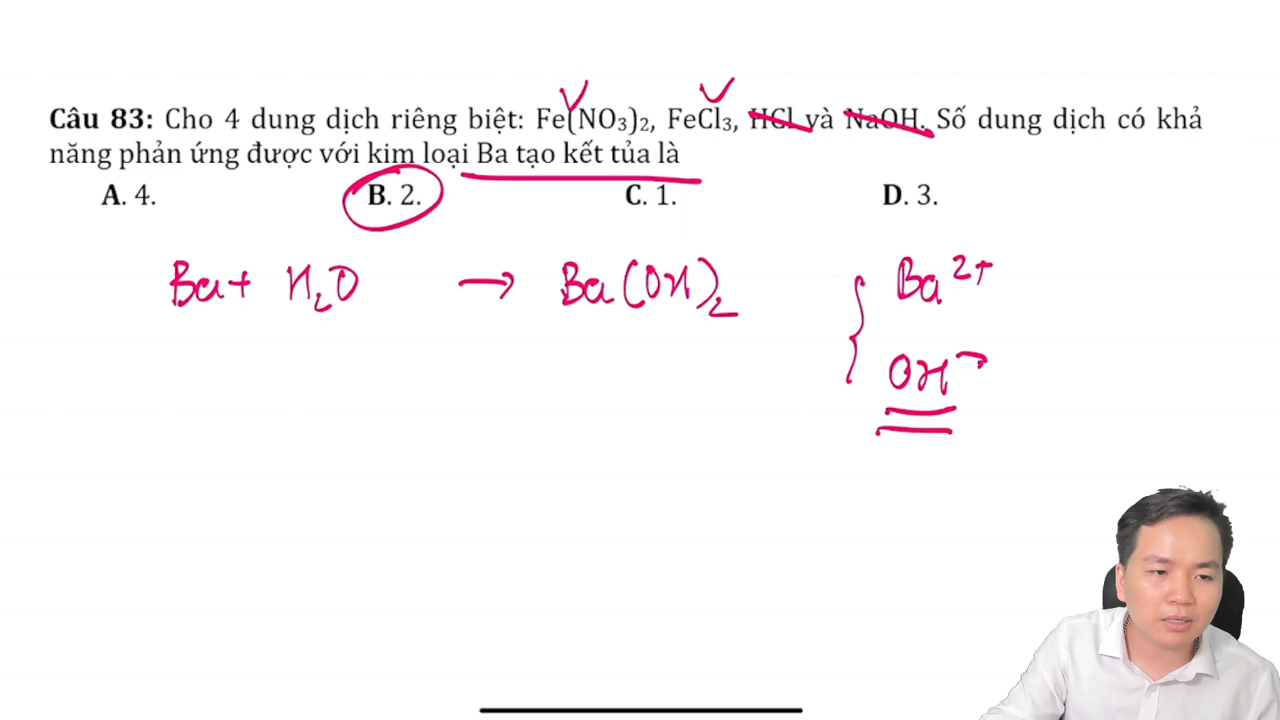 Câu 83: Cho 4 dung dịch riêng biệt: Fe(NO₃)₂, FeCl₃, HCl và NaOH. Số dung dịch có khả
năng phản ứng được với kim loại Ba tạo kết tủa là
A. 4. B. 2. C. 1. D. 3.
Ba + H₂O → Ba(OH)₂ { Ba²⁺
OH⁻